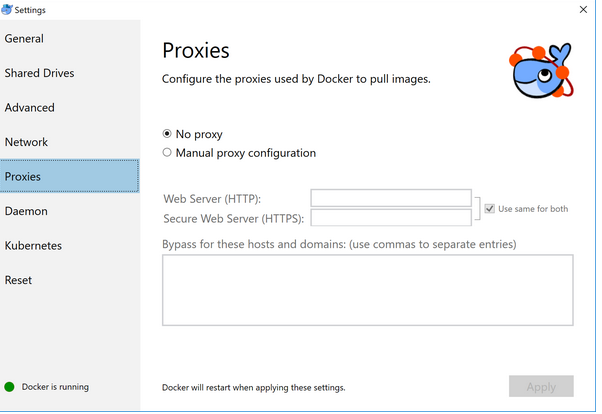 Settings
General
Shared Drives
Advanced
Network
Proxies
Daemon
Kubernetes
Reset
Docker is running
Proxies
Configure the proxies used by Docker to pull images.
No proxy
Manual proxy configuration
Web Server (HTTP):
Secure Web Server (HTTPS):
Use same for both
Bypass for these hosts and domains: (use commas to separate entries)
Docker will restart when applying these settings.
Apply